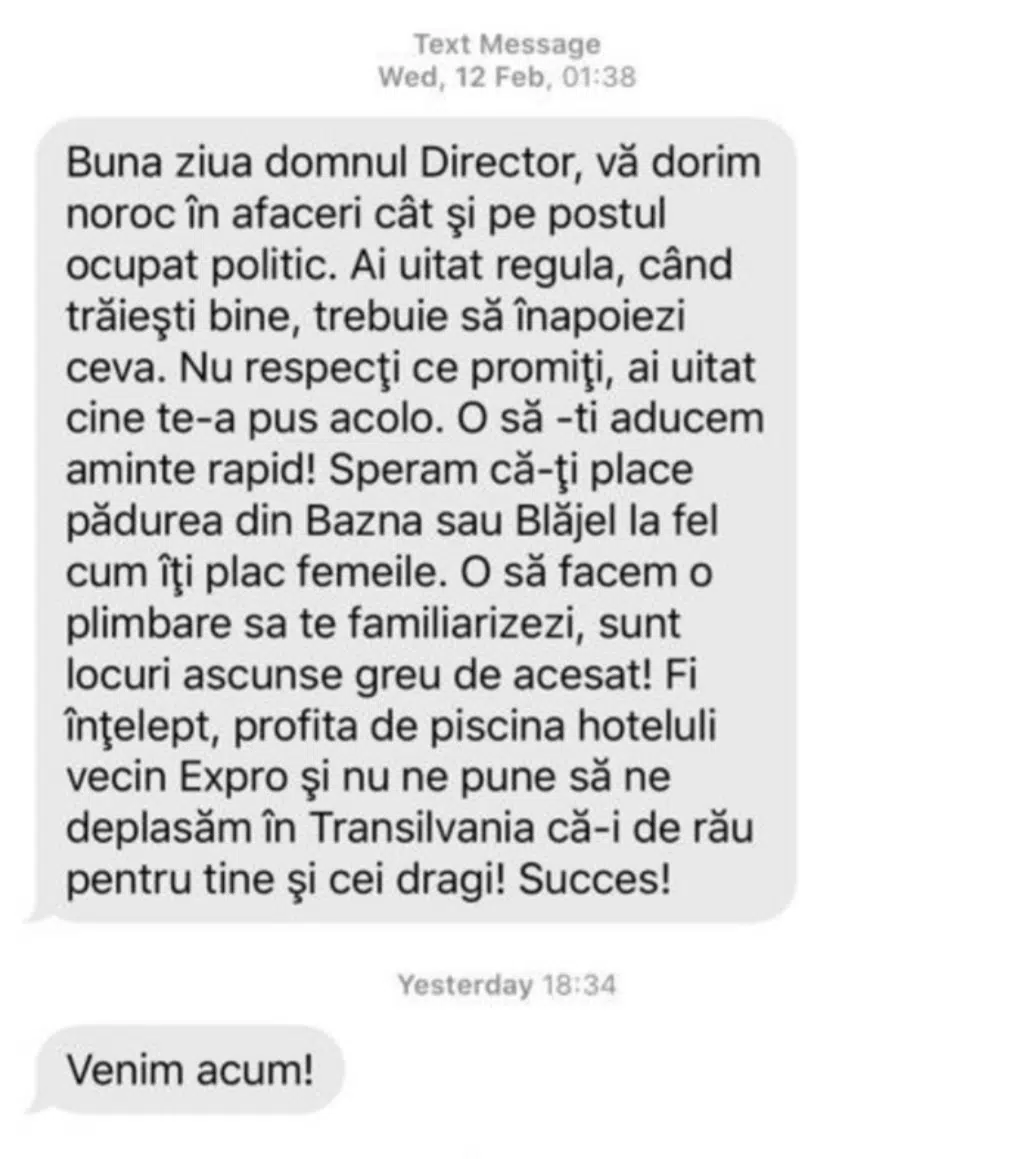 Text Message
Wed, 12 Feb, 01:38
Buna ziua domnul Director, vă dorim
noroc în afaceri cât şi pe postul
ocupat politic. Ai uitat regula, când
trăieşti bine, trebuie să înapoiezi
ceva. Nu respecţi ce promiţi, ai uitat
cine te-a pus acolo. O să -ti aducem
aminte rapid! Speram că-ţi place
pădurea din Bazna sau Blăjel la fel
cum îţi plac femeile. O să facem o
plimbare sa te familiarizezi, sunt
locuri ascunse greu de acesat! Fi
înţelept, profita de piscina hoteluli
vecin Expro şi nu ne pune să ne
deplasăm în Transilvania că-i de rău
pentru tine şi cei dragi! Succes!
Yesterday 18:34
Venim acum!